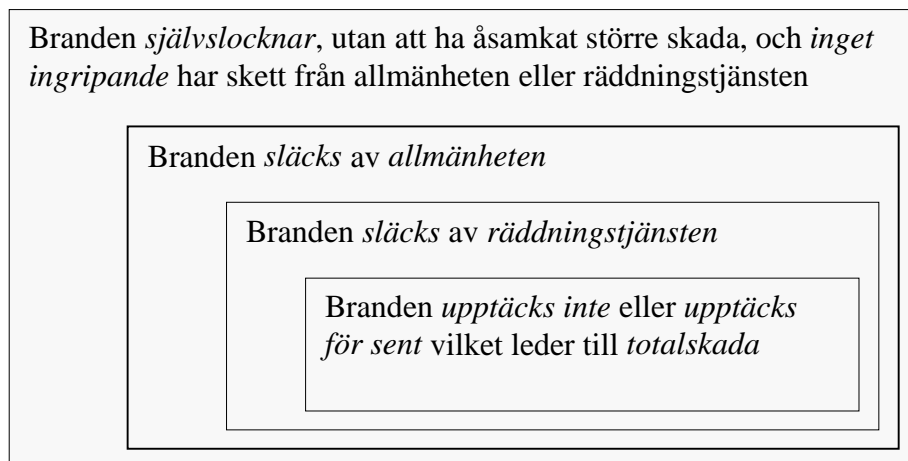 Branden självslocknar, utan att ha åsamkat större skada, och inget
ingripande har skett från allmänheten eller räddningstjänsten
Branden släcks av allmänheten
Branden släcks av räddningstjänsten
Branden upptäcks inte eller upptäcks
för sent vilket leder till totalskada